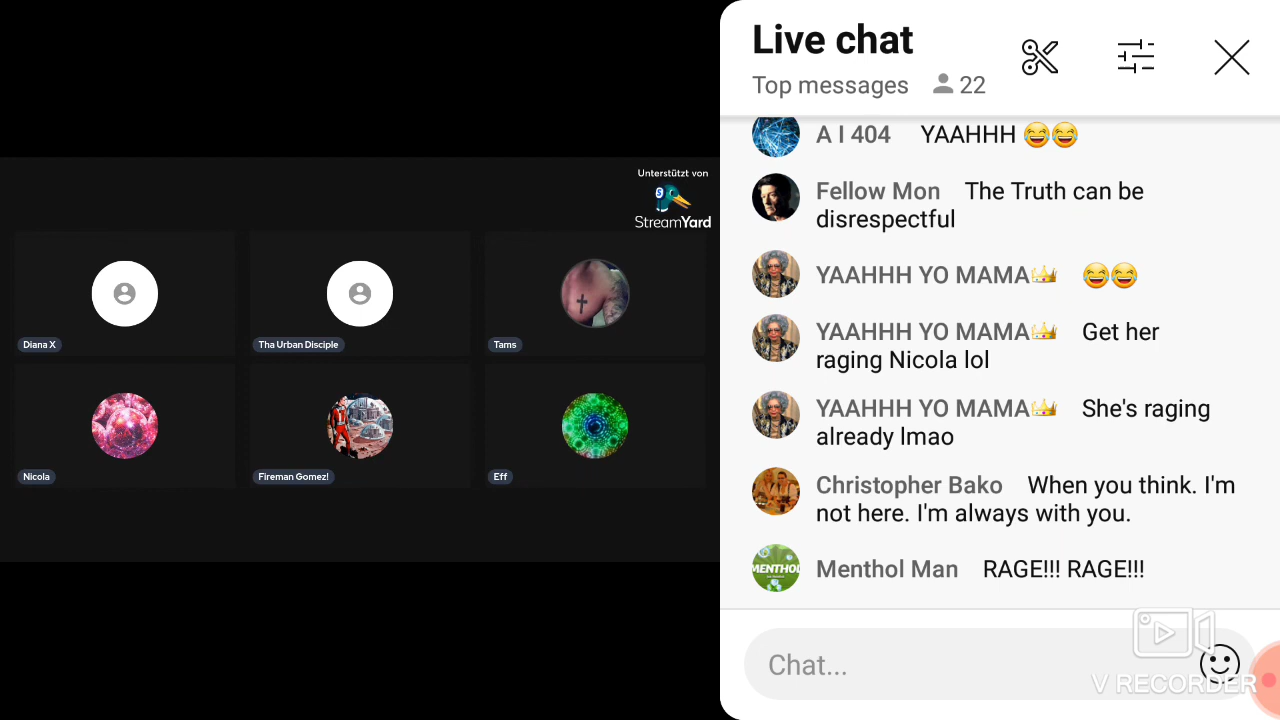 Unterstützt von
StreamYard
Diana X
Tha Urban Disciple
Tams
Nicola
Fireman Gomez!
Eff
Live chat
Top messages 22
A I 404 YAAHHH 😂😂
Fellow Mon The Truth can be
disrespectful
YAAHHH YO MAMA👑 😂😂
YAAHHH YO MAMA👑 Get her
raging Nicola lol
YAAHHH YO MAMA👑 She's raging
already lmao
Christopher Bako When you think. I'm
not here. I'm always with you.
MENTHOL
Menthol Man RAGE!!! RAGE!!!
Chat...
V RECORDER